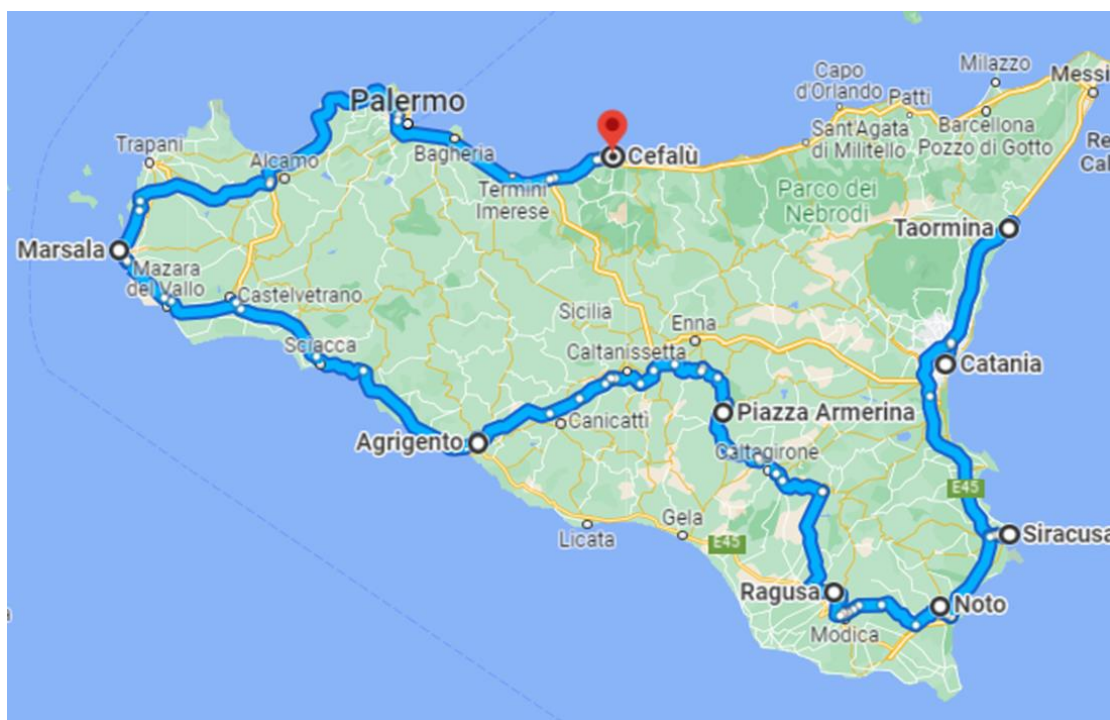 Milazzo
Capo
d'Orlando
Patti
Messi
Palermo
Barcellona
Pozzo di Gotto
Sant'Agata
di Militello
Trapani
Alcamo
Bagheria
Cefalù
Termini
Imerese
Parco dei
Nebrodi
Taormina
Marsala
Mazara
del Vallo
Castelvetrano
Sicilia
Enna
Sciacca
Caltanissetta
Catania
Piazza Armerina
Agrigento
Canicattì
Caltagirone
E45
Gela
Licata
E45
Siracusa
Ragusa
Noto
Modica